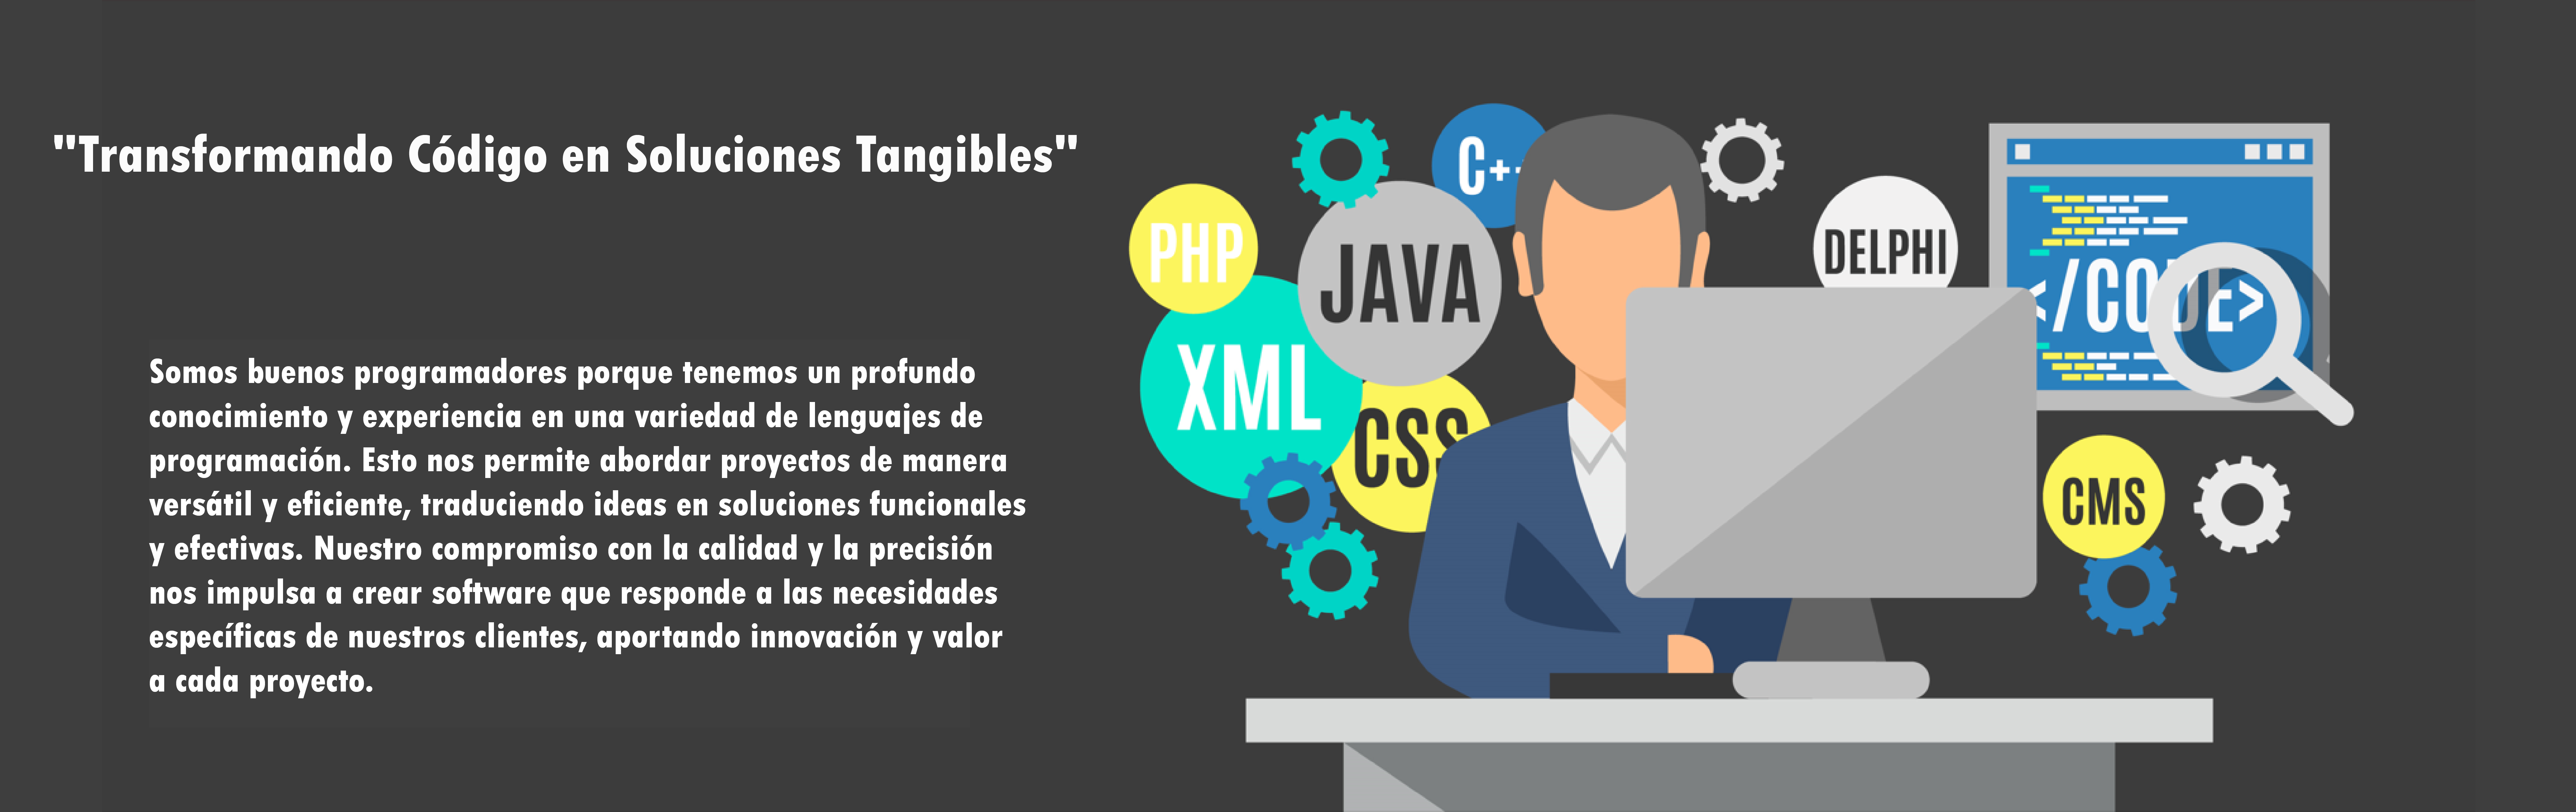 "Transformando Código en Soluciones Tangibles"
Somos buenos programadores porque tenemos un profundo
conocimiento y experiencia en una variedad de lenguajes de
programación. Esto nos permite abordar proyectos de manera
versátil y eficiente, traduciendo ideas en soluciones funcionales
y efectivas. Nuestro compromiso con la calidad y la precisión
nos impulsa a crear software que responde a las necesidades
específicas de nuestros clientes, aportando innovación y valor
a cada proyecto.
C++
PHP
JAVA
XML
CSS
DELPHI
</CODE>
CMS